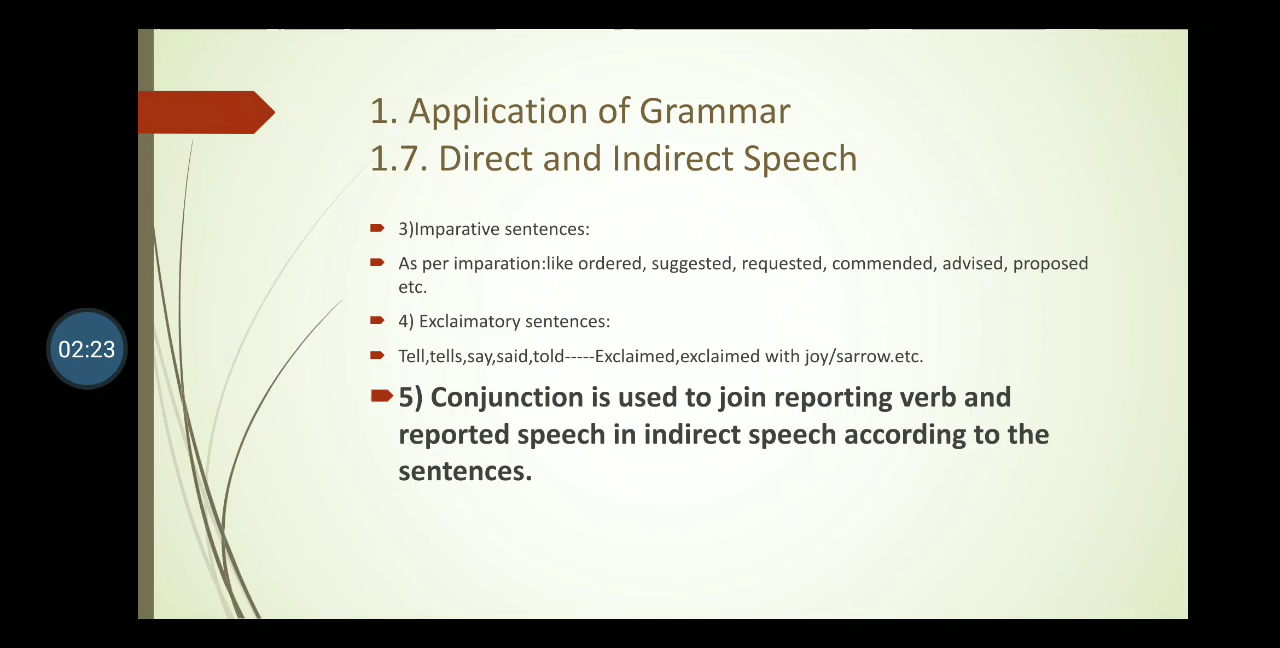 1. Application of Grammar
1.7. Direct and Indirect Speech
3)Imparative sentences:
As per imparation:like ordered, suggested, requested, commended, advised, proposed
etc.
4) Exclaimatory sentences:
Tell,tells,say,said,told-----Exclaimed,exclaimed with joy/sarrow.etc.
5) Conjunction is used to join reporting verb and
reported speech in indirect speech according to the
sentences.
02:23